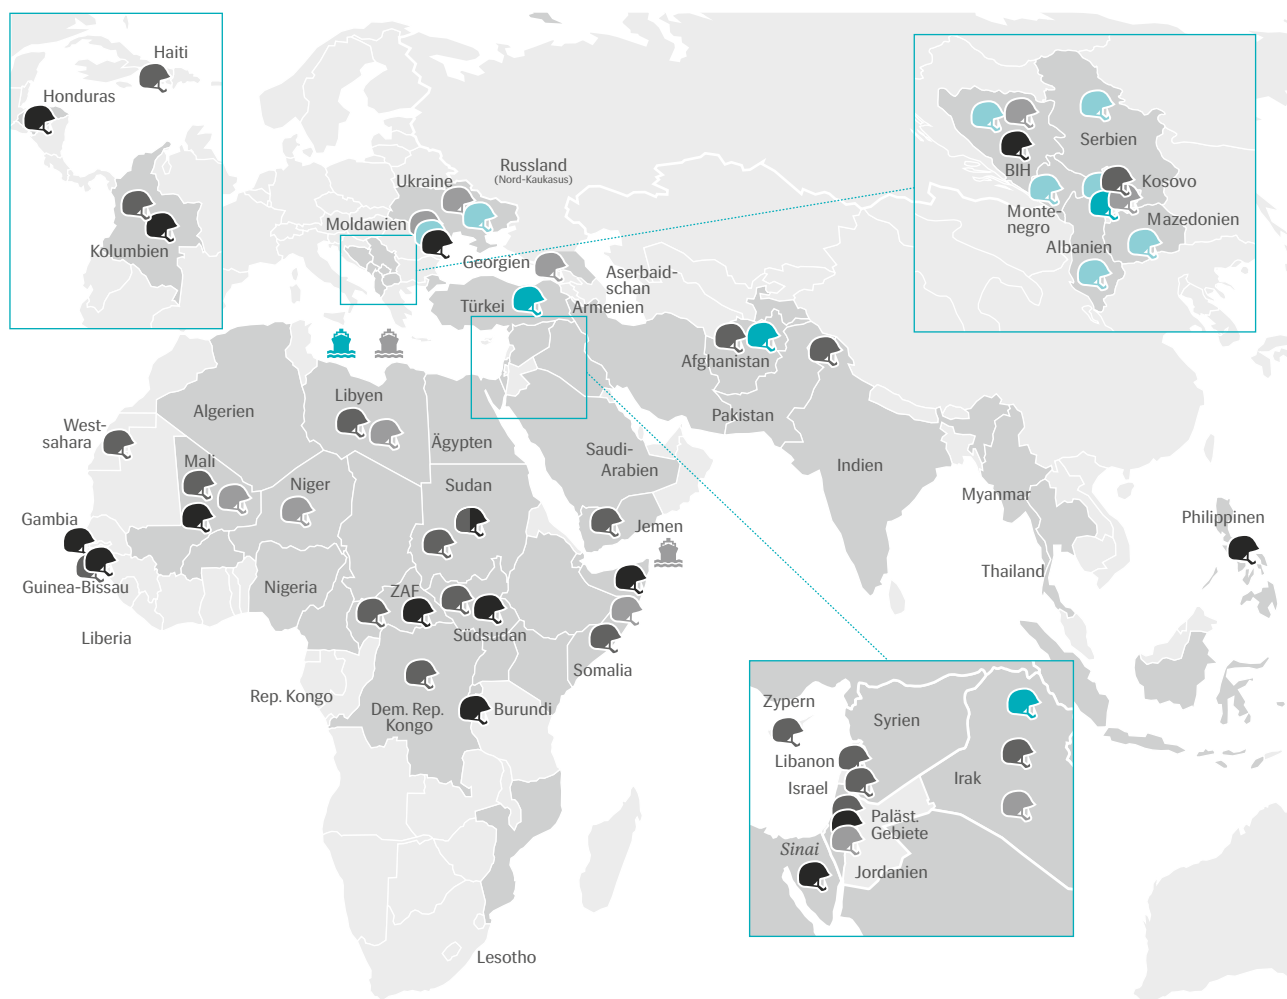 Haiti
Honduras
Kolumbien
Russland
(Nord-Kaukasus)
Ukraine
Moldawien
Georgien
Aserbaid-
schan
Türkei
Armenien
Serbien
BIH
Kosovo
Monte-
negro
Mazedonien
Albanien
Afghanistan
Pakistan
Indien
Myanmar
Thailand
Philippinen
Algerien
Libyen
Ägypten
West-
sahara
Mali
Niger
Sudan
Saudi-
Arabien
Jemen
Gambia
Guinea-Bissau
Nigeria
ZAF
Südsudan
Liberia
Somalia
Rep. Kongo
Dem. Rep.
Kongo
Burundi
Lesotho
Zypern
Syrien
Libanon
Israel
Irak
Paläst.
Gebiete
Sinai
Jordanien